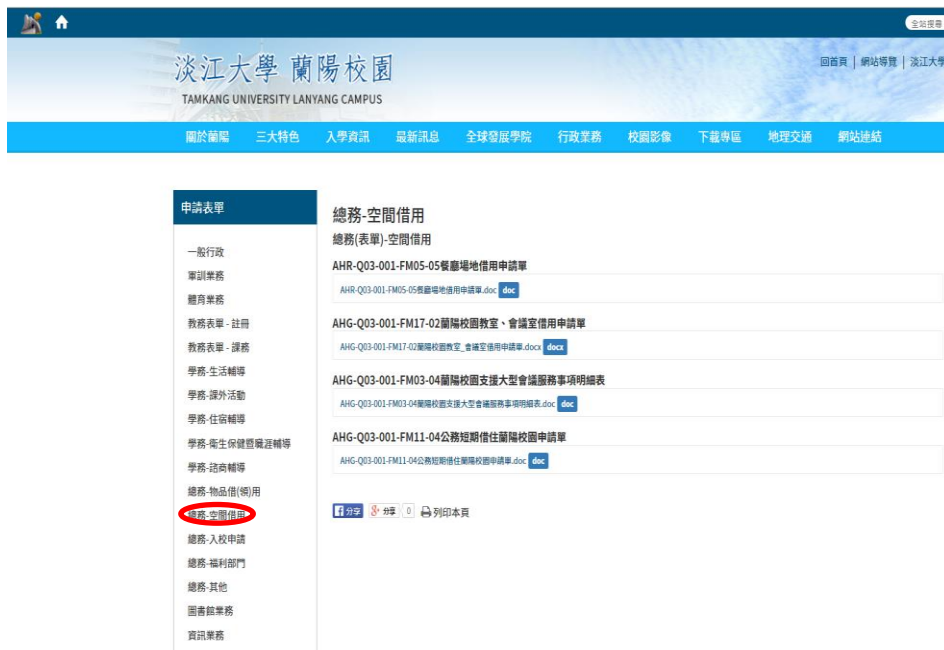 全站搜尋
淡江大學 蘭陽校園
TAMKANG UNIVERSITY LANYANG CAMPUS
回首頁 | 網站導覽 | 淡江大學
關於蘭陽 三大特色 入學資訊 最新訊息 全球發展學院 行政業務 校園影像 下載專區 地理交通 網站連結
申請表單
一般行政
軍訓業務
體育業務
教務表單 - 註冊
教務表單 - 課務
學務-生活輔導
學務-課外活動
學務-住宿輔導
學務-衛生保健暨職涯輔導
學務-諮商輔導
總務-物品借(領)用
總務-空間借用
總務-入校申請
總務-福利部門
總務-其他
圖書館業務
資訊業務
總務-空間借用
總務(表單)-空間借用
AHR-Q03-001-FM05-05餐廳場地借用申請單
AHR-Q03-001-FM05-05餐廳場地借用申請單.doc doc
AHG-Q03-001-FM17-02蘭陽校園教室、會議室借用申請單
AHG-Q03-001-FM17-02蘭陽校園教室_會議室借用申請單.docx docx
AHG-Q03-001-FM03-04蘭陽校園支援大型會議服務事項明細表
AHG-Q03-001-FM03-04蘭陽校園支援大型會議服務事項明細表.doc doc
AHG-Q03-001-FM11-04公務短期借住蘭陽校園申請單
AHG-Q03-001-FM11-04公務短期借住蘭陽校園申請單.doc doc
f 分享 g+ 分享 0 列印本頁